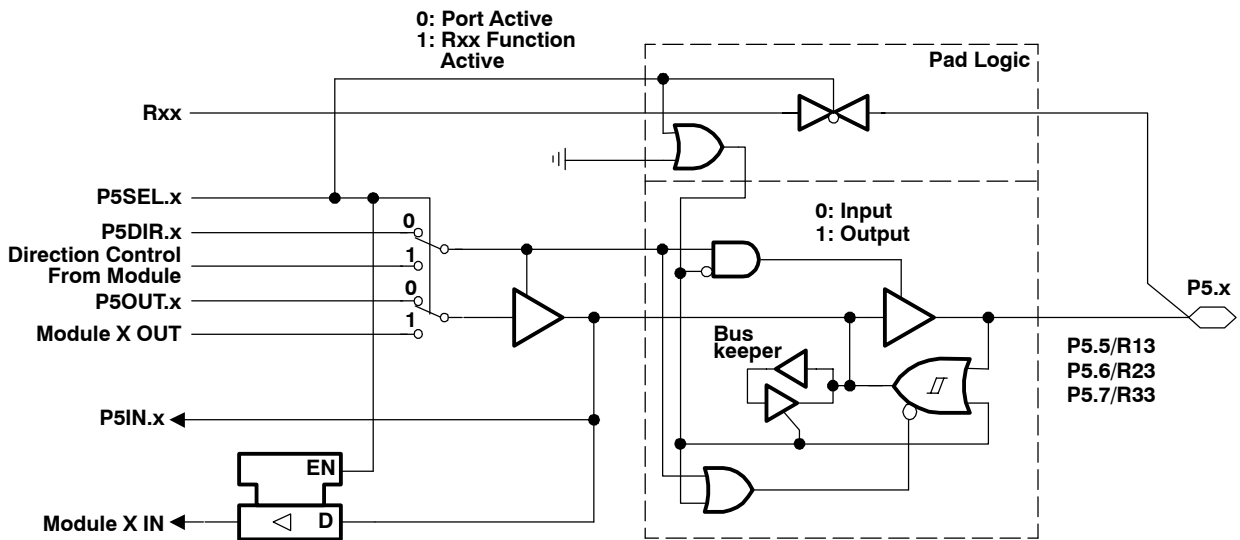 0: Port Active
1: Rxx Function
Active
Pad Logic
Rxx
P5SEL.x
P5DIR.x
0
Direction Control
From Module
1
0: Input
1: Output
P5OUT.x
0
Module X OUT
1
P5.x
Bus
keeper
P5.5/R13
P5.6/R23
P5.7/R33
P5IN.x
EN
Module X IN
D